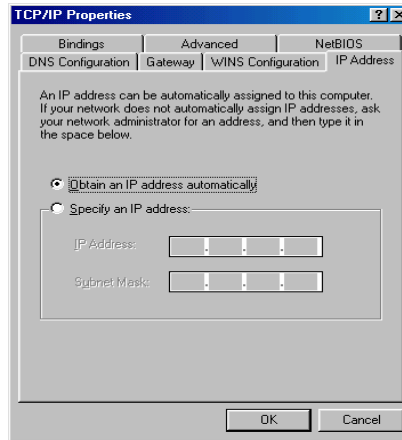 TCP/IP Properties
Bindings Advanced NetBIOS
DNS Configuration Gateway WINS Configuration IP Address
An IP address can be automatically assigned to this computer.
If your network does not automatically assign IP addresses, ask
your network administrator for an address, and then type it in
the space below.
Obtain an IP address automatically
Specify an IP address:
IP Address:
Subnet Mask:
OK Cancel